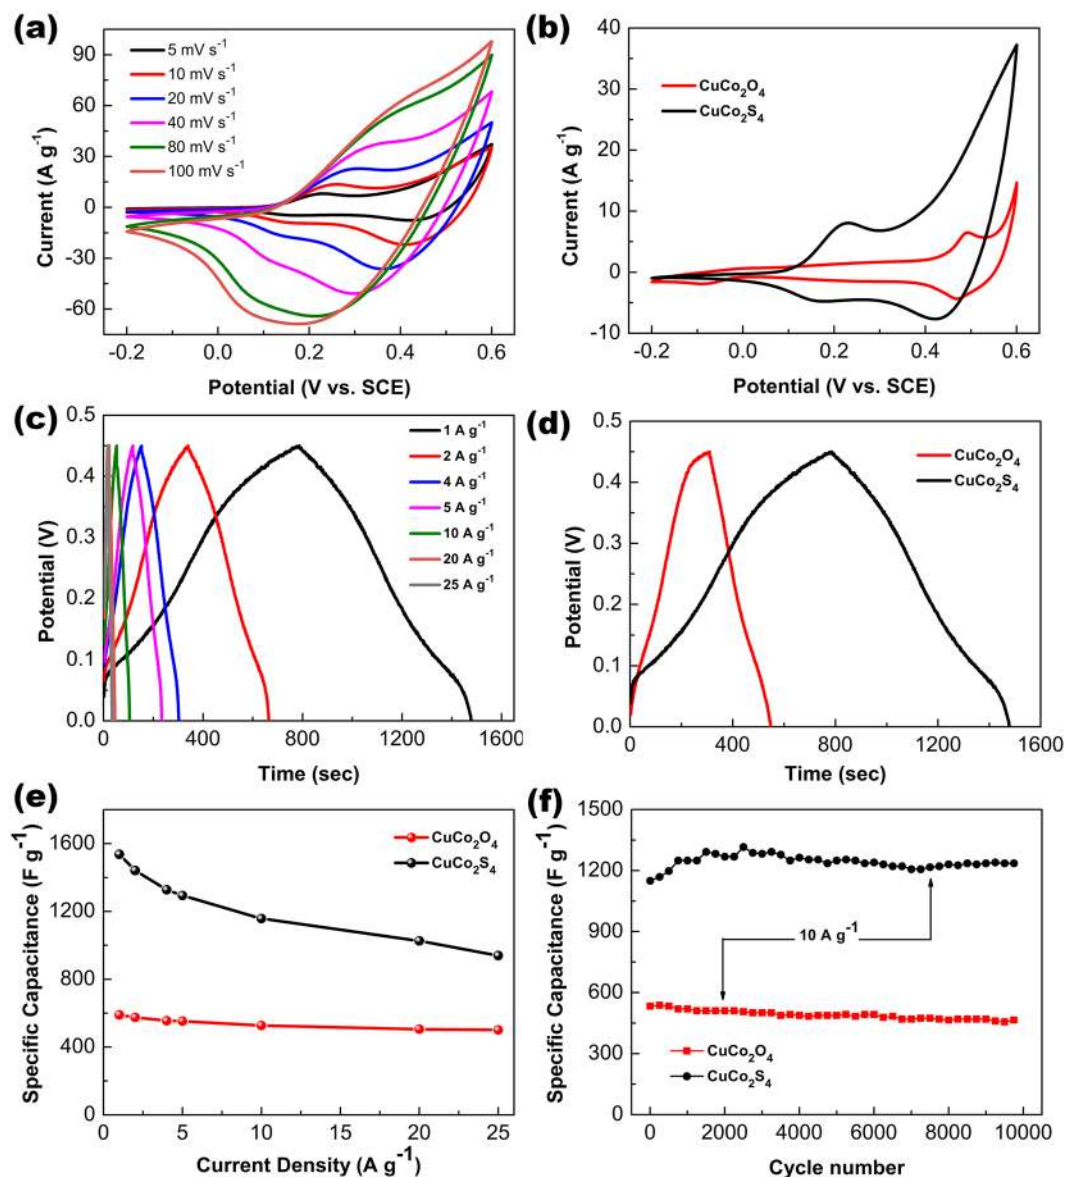 (a)
5 mV s⁻¹
10 mV s⁻¹
20 mV s⁻¹
40 mV s⁻¹
80 mV s⁻¹
100 mV s⁻¹
90
60
30
0
-30
-60
Current (A g⁻¹)
-0.2 0.0 0.2 0.4 0.6
Potential (V vs. SCE)
(b)
CuCo₂O₄
CuCo₂S₄
40
30
20
10
0
-10
Current (A g⁻¹)
-0.2 0.0 0.2 0.4 0.6
Potential (V vs. SCE)
(c)
1 A g⁻¹
2 A g⁻¹
4 A g⁻¹
5 A g⁻¹
10 A g⁻¹
20 A g⁻¹
25 A g⁻¹
0.5
0.4
0.3
0.2
0.1
0.0
Potential (V)
0 400 800 1200 1600
Time (sec)
(d)
CuCo₂O₄
CuCo₂S₄
0.5
0.4
0.3
0.2
0.1
0.0
Potential (V)
0 400 800 1200 1600
Time (sec)
(e)
CuCo₂O₄
CuCo₂S₄
1600
1200
800
400
0
Specific Capacitance (F g⁻¹)
0 5 10 15 20 25
Current Density (A g⁻¹)
(f)
1500
1200
900
600
300
0
Specific Capacitance (F g⁻¹)
10 A g⁻¹
CuCo₂O₄
CuCo₂S₄
0 2000 4000 6000 8000 10000
Cycle number